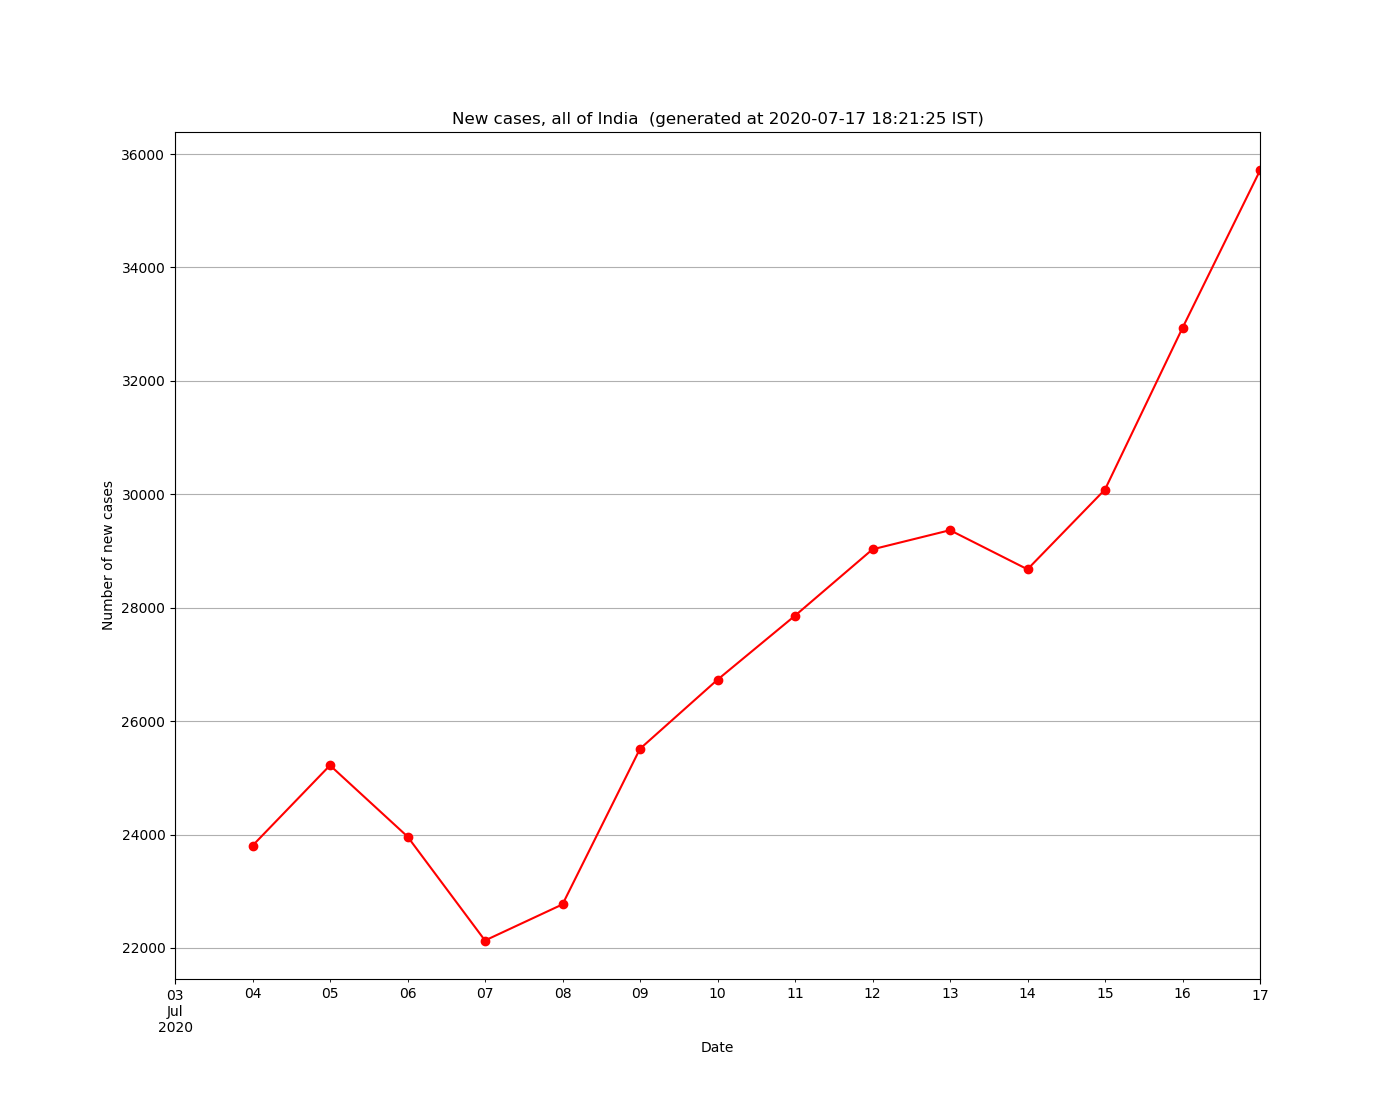 New cases, all of India  (generated at 2020-07-17 18:21:25 IST)
36000
34000
32000
30000
28000
26000
24000
22000
Number of new cases
03 04 05 06 07 08 09 10 11 12 13 14 15 16 17
Jul
2020
Date